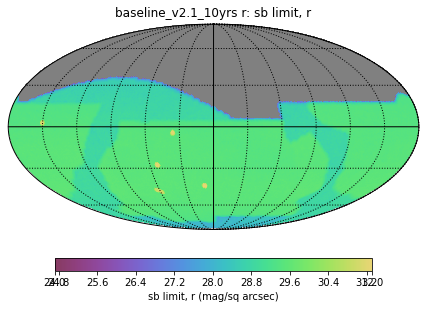 baseline_v2.1_10yrs r: sb limit, r
25.6 26.4 27.2 28.0 28.8 29.6 30.4
sb limit, r (mag/sq arcsec)